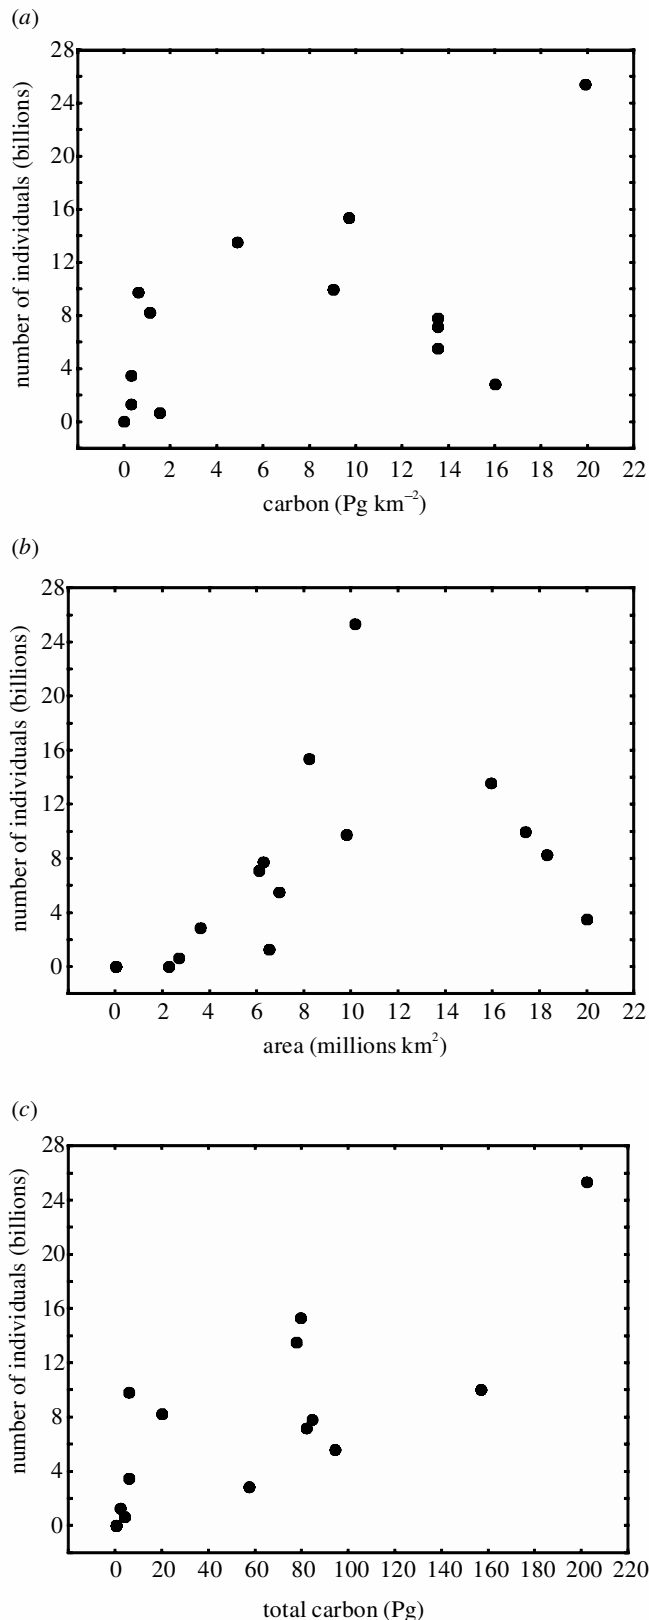 (a)
28
24
20
16
12
8
4
0
number of individuals (billions)
0 2 4 6 8 10 12 14 16 18 20 22
carbon (Pg km⁻²)
(b)
28
24
20
16
12
8
4
0
number of individuals (billions)
0 2 4 6 8 10 12 14 16 18 20 22
area (millions km²)
(c)
28
24
20
16
12
8
4
0
number of individuals (billions)
0 20 40 60 80 100 120 140 160 180 200 220
total carbon (Pg)